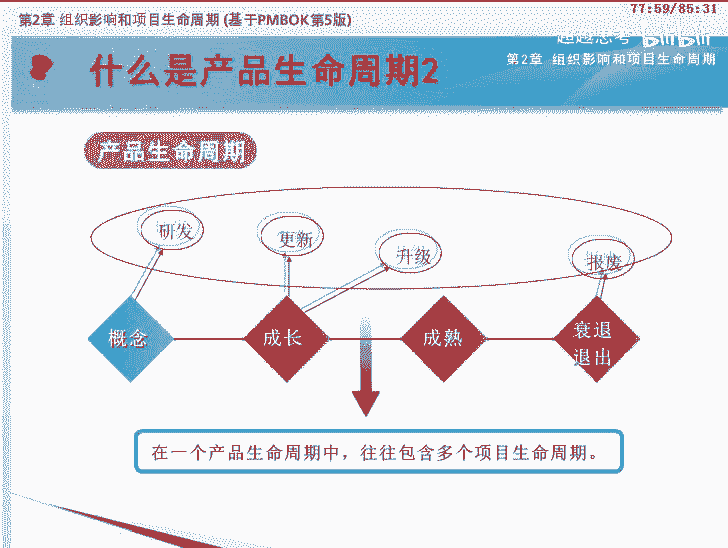 77:59/85:31
第2章 组织影响和项目生命周期 (基于PMBOK第5版)
超越思考 bilibili
第2章 组织影响和项目生命周期
什么是产品生命周期2
产品生命周期
研发
更新
升级
报废
概念
成长
成熟
衰退
退出
在一个产品生命周期中，往往包含多个项目生命周期。